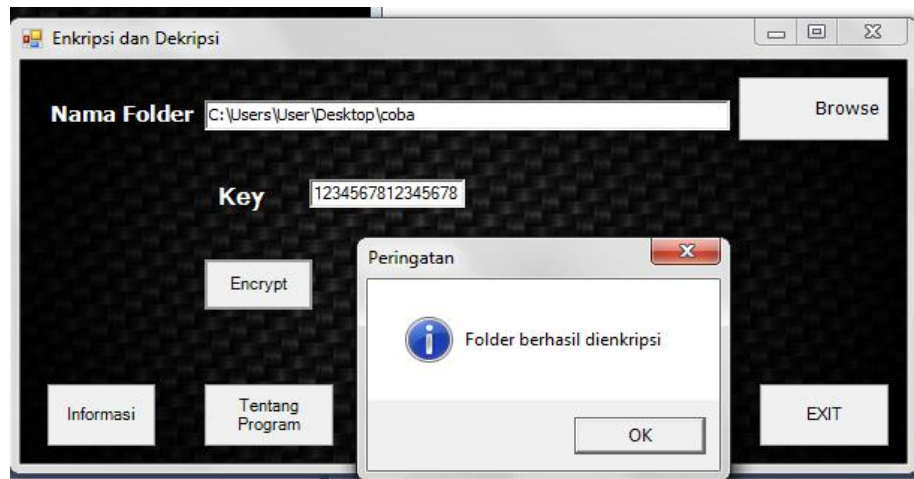 Enkripsi dan Dekripsi
Nama Folder C:\Users\User\Desktop\coba Browse
Key 1234567812345678
Peringatan
Encrypt
Folder berhasil dienkripsi
Informasi
Tentang
Program
OK
EXIT